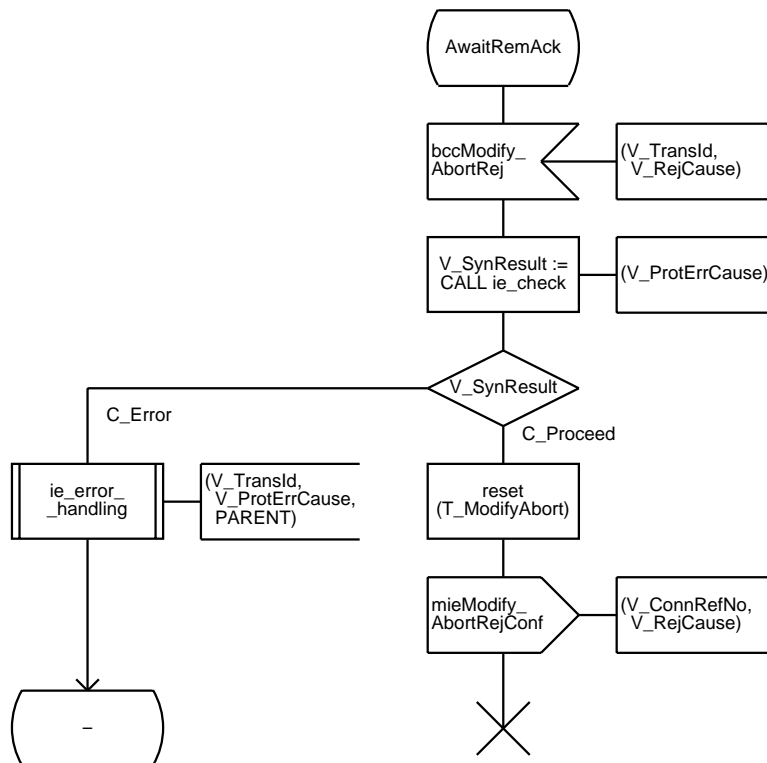 AwaitRemAck
bccModify_
AbortRej
(V_TransId,
V_RejCause)
V_SynResult :=
CALL ie_check
(V_ProtErrCause)
V_SynResult
C_Error
C_Proceed
ie_error_
_handling
(V_TransId,
V_ProtErrCause,
PARENT)
reset
(T_ModifyAbort)
mieModify_
AbortRejConf
(V_ConnRefNo,
V_RejCause)
–